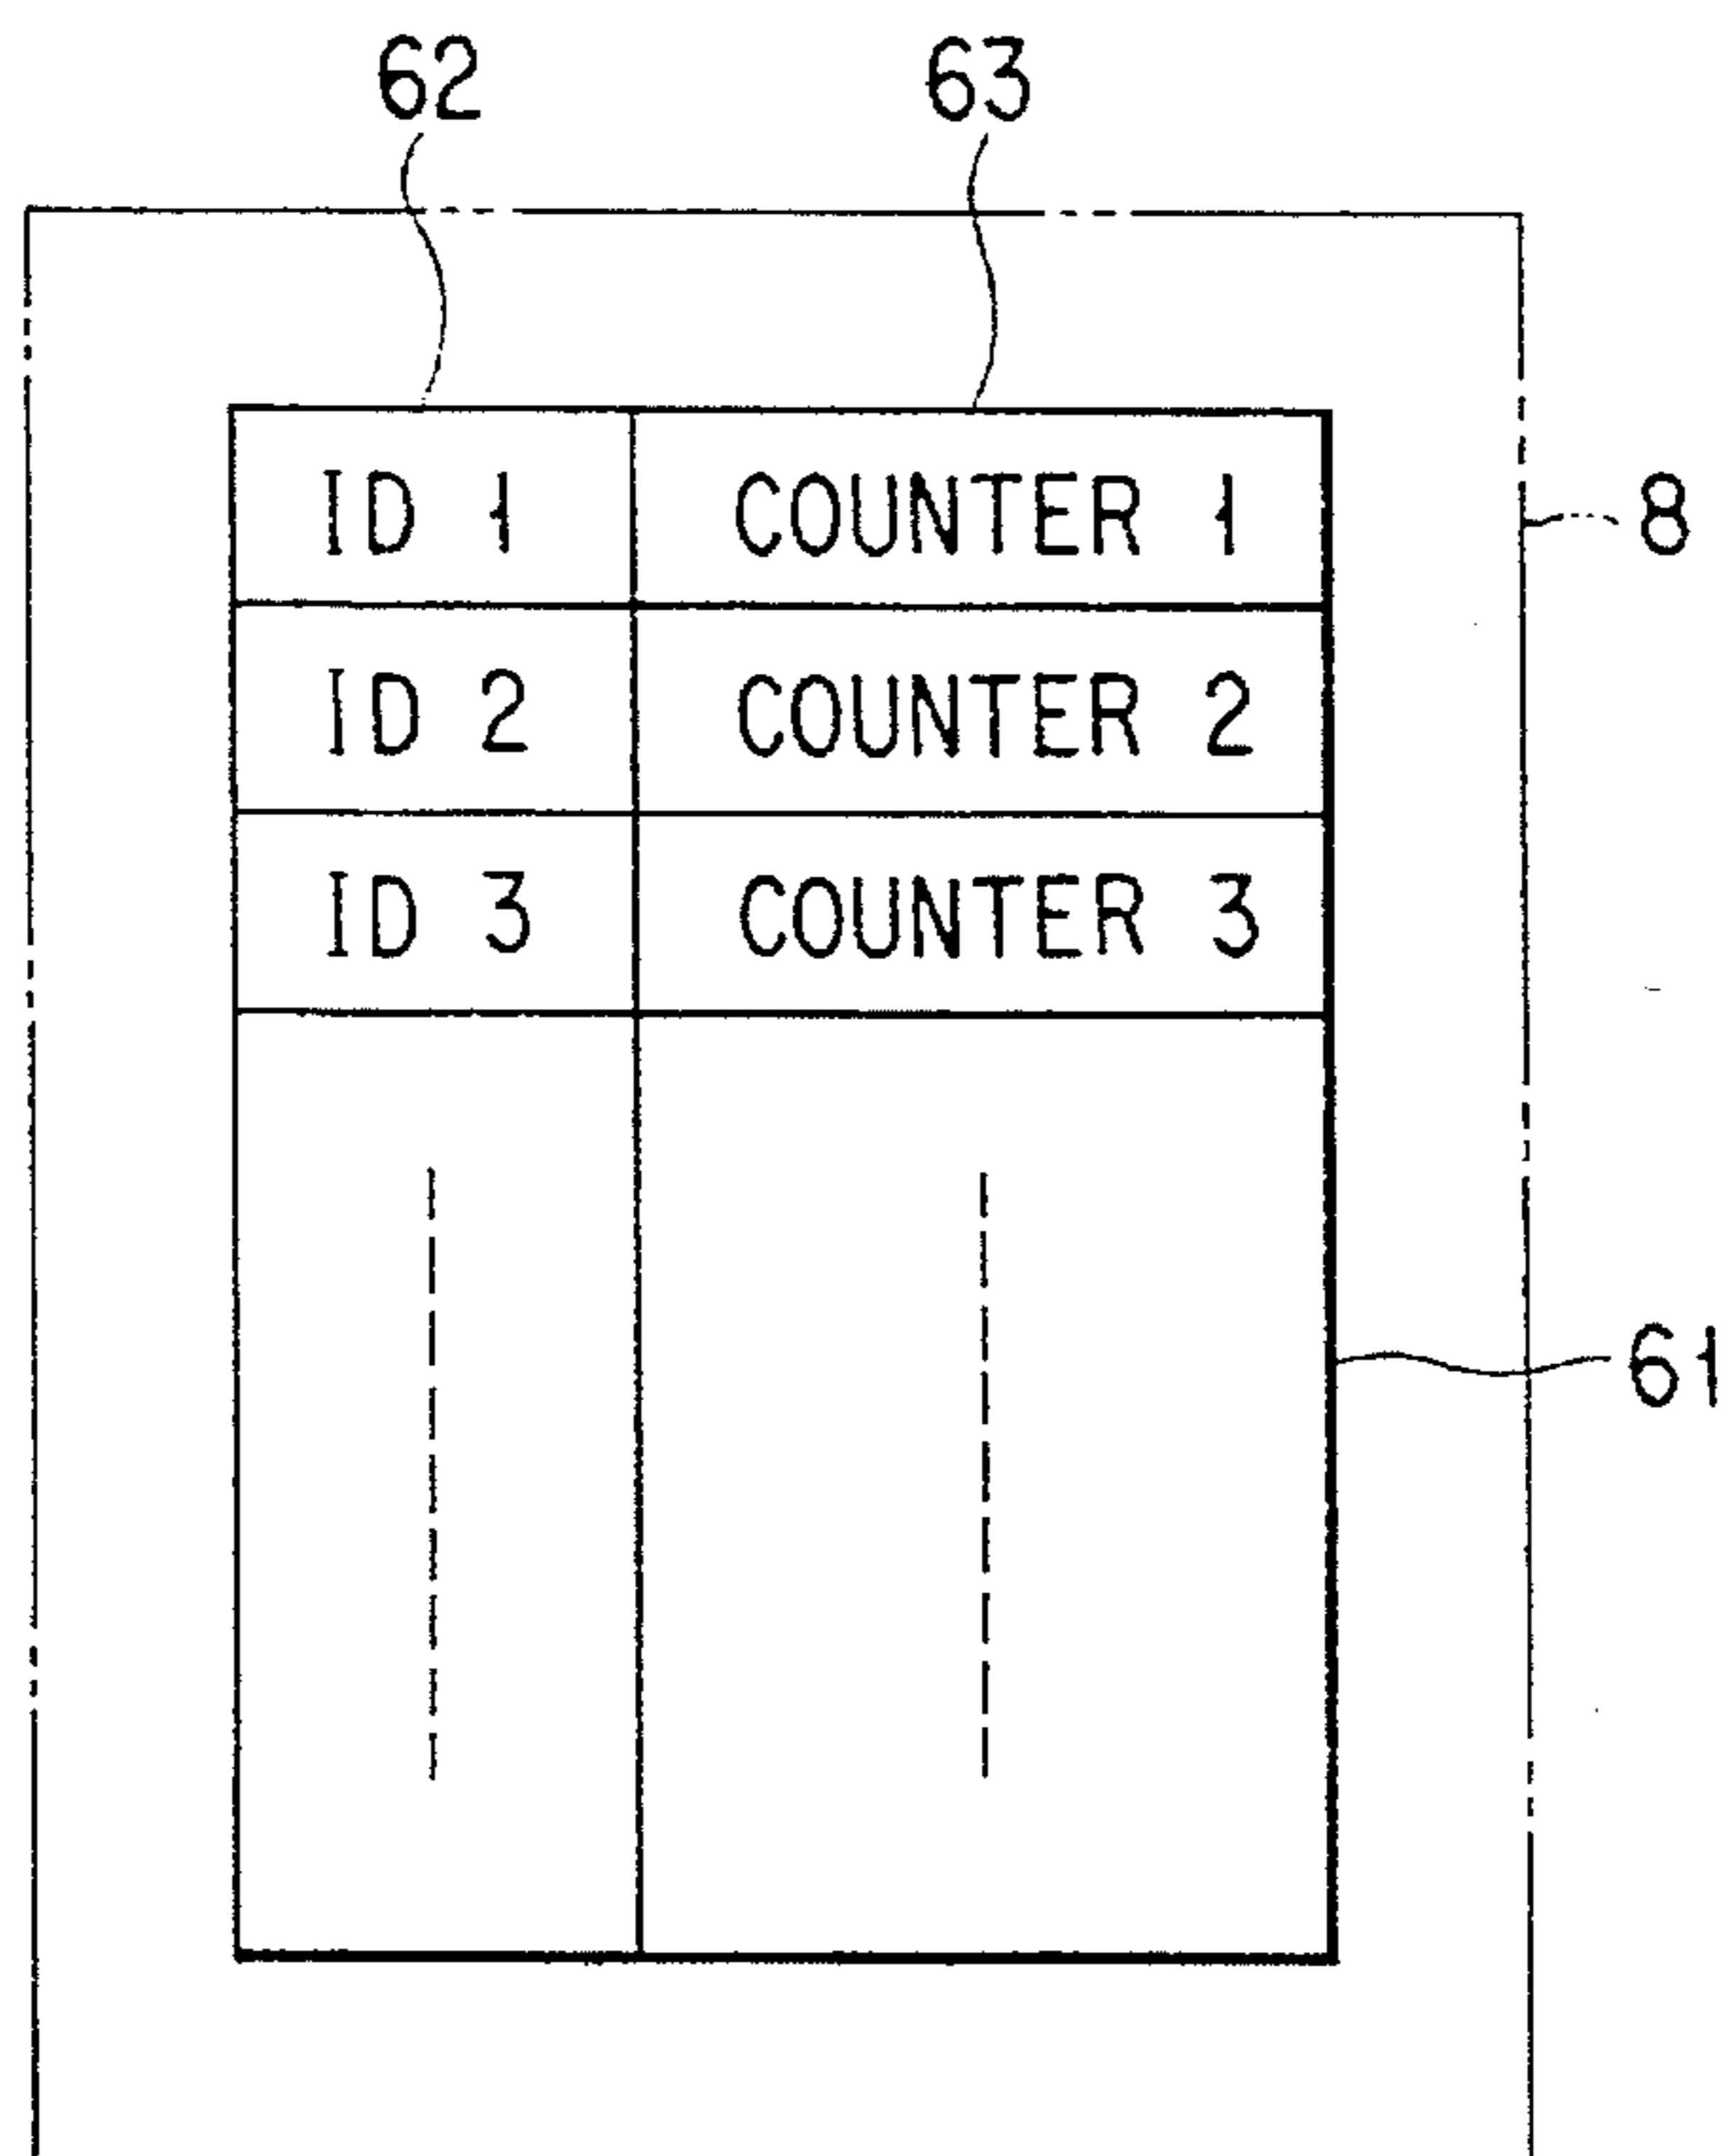 62 63
ID 1 COUNTER 1
8
ID 2 COUNTER 2
ID 3 COUNTER 3
61